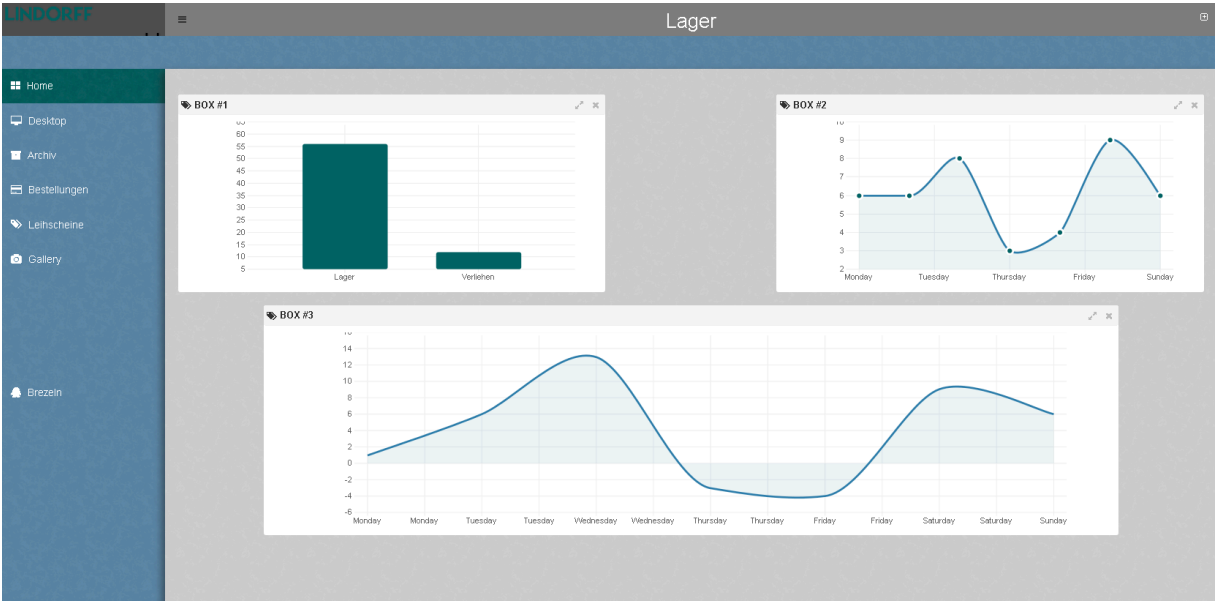 LINDORFF
Lager
Home
Desktop
Archiv
Bestellungen
Leihscheine
Gallery
Brezeln
BOX #1
65
60
55
50
45
40
35
30
25
20
15
10
5
Lager Verliehen
BOX #2
10
9
8
7
6
5
4
3
2
Monday Tuesday Thursday Friday Sunday
BOX #3
16
14
12
10
8
6
4
2
0
-2
-4
-6
Monday Monday Tuesday Tuesday Wednesday Wednesday Thursday Thursday Friday Friday Saturday Saturday Sunday